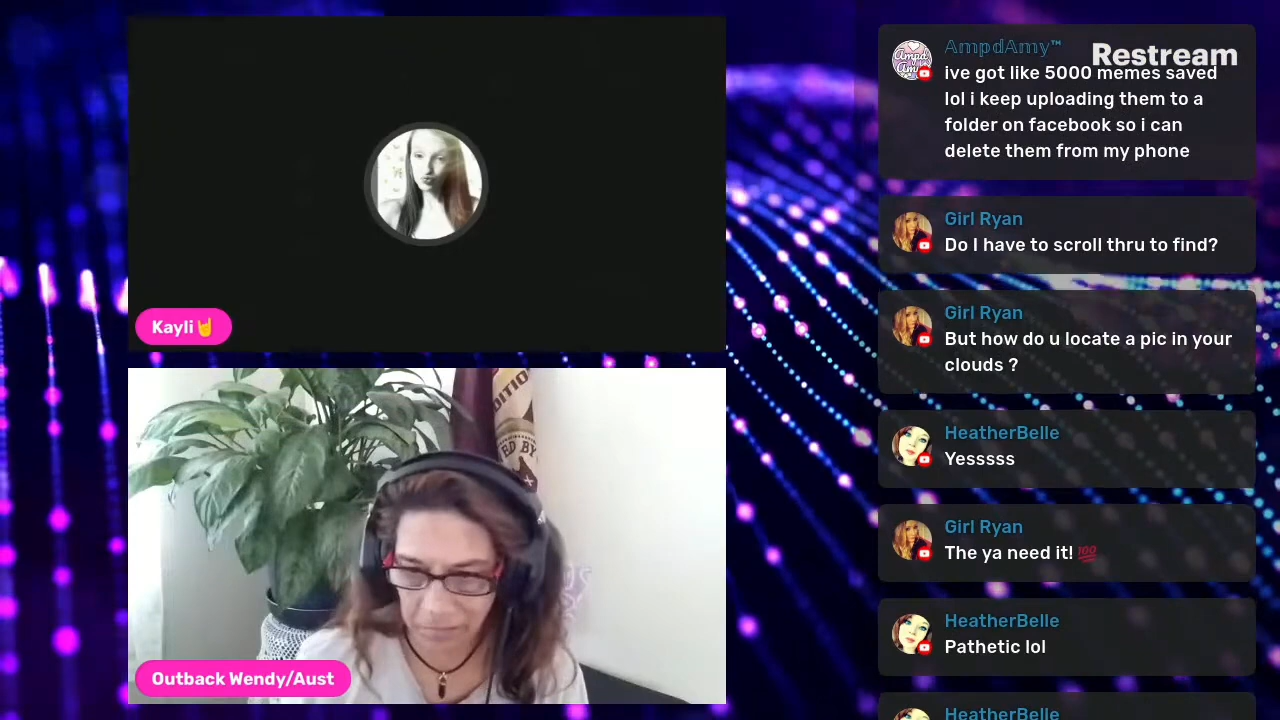 Kayli🤘
DITION
ED BY
Outback Wendy/Aust
Restream
AmpdAmy™
ive got like 5000 memes saved
lol i keep uploading them to a
folder on facebook so i can
delete them from my phone
Girl Ryan
Do I have to scroll thru to find?
Girl Ryan
But how do u locate a pic in your
clouds ?
HeatherBelle
Yesssss
Girl Ryan
The ya need it! 💯
HeatherBelle
Pathetic lol
HeatherBelle